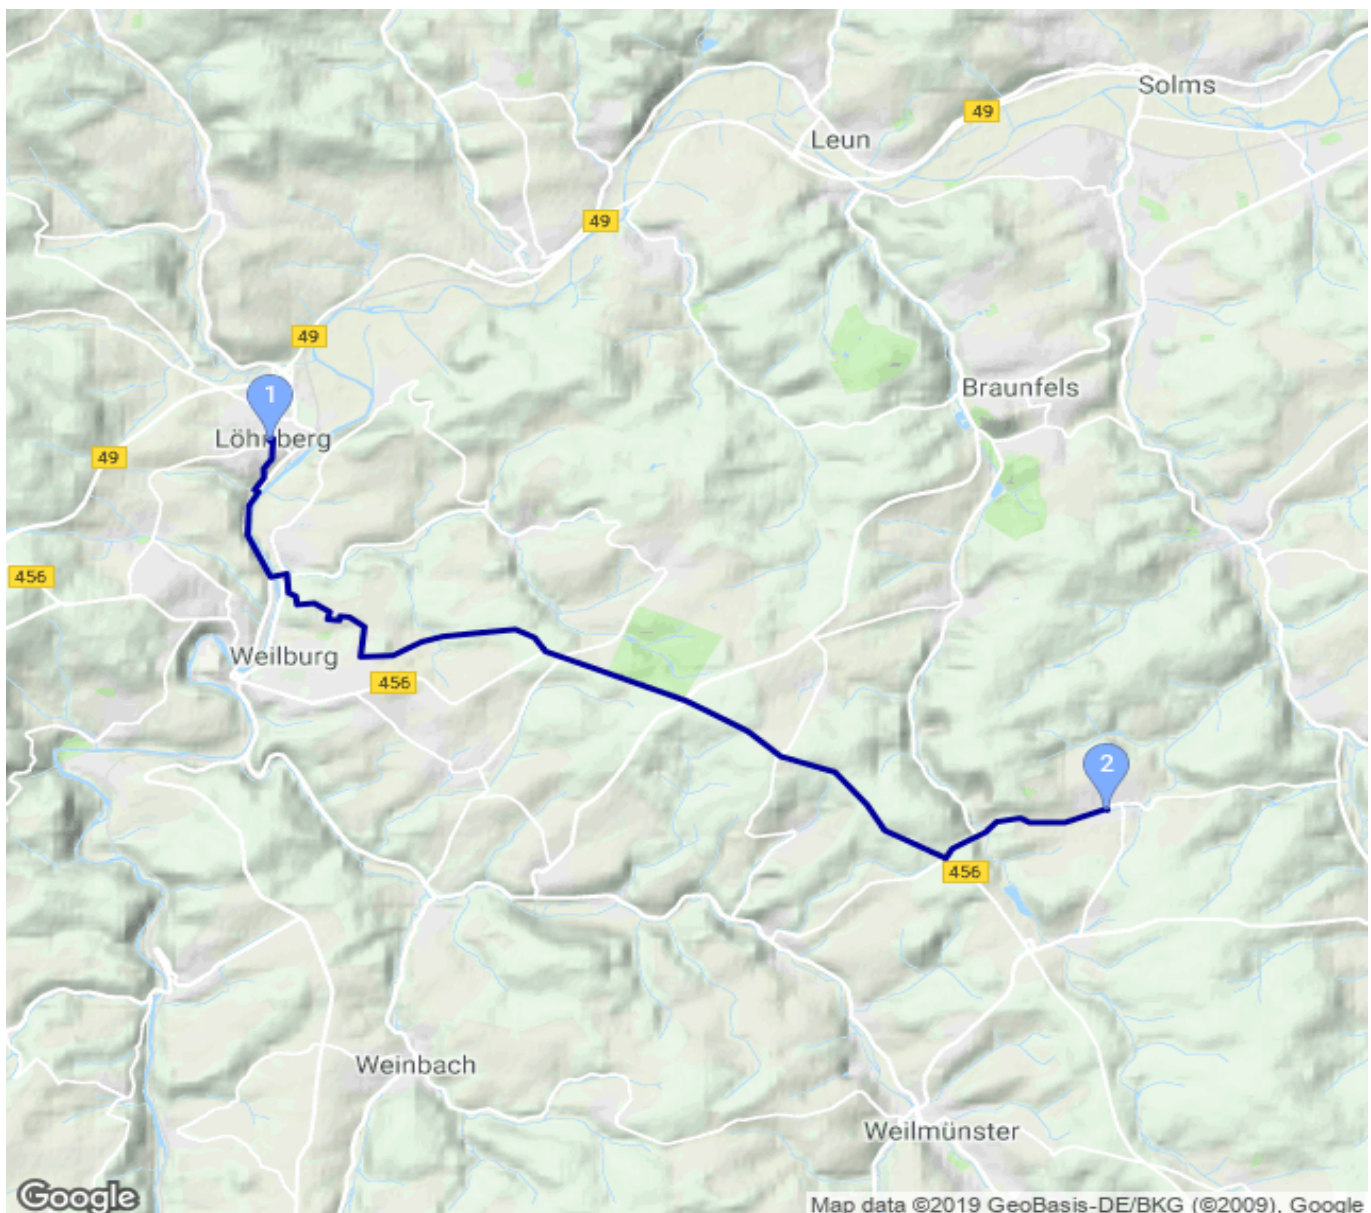 Solms
49
Leun
49
49
Braunfels
1
Löhnberg
49
456
Weilburg
456
2
456
Weinbach
Weilmünster
Google
Map data ©2019 GeoBasis-DE/BKG (©2009), Google